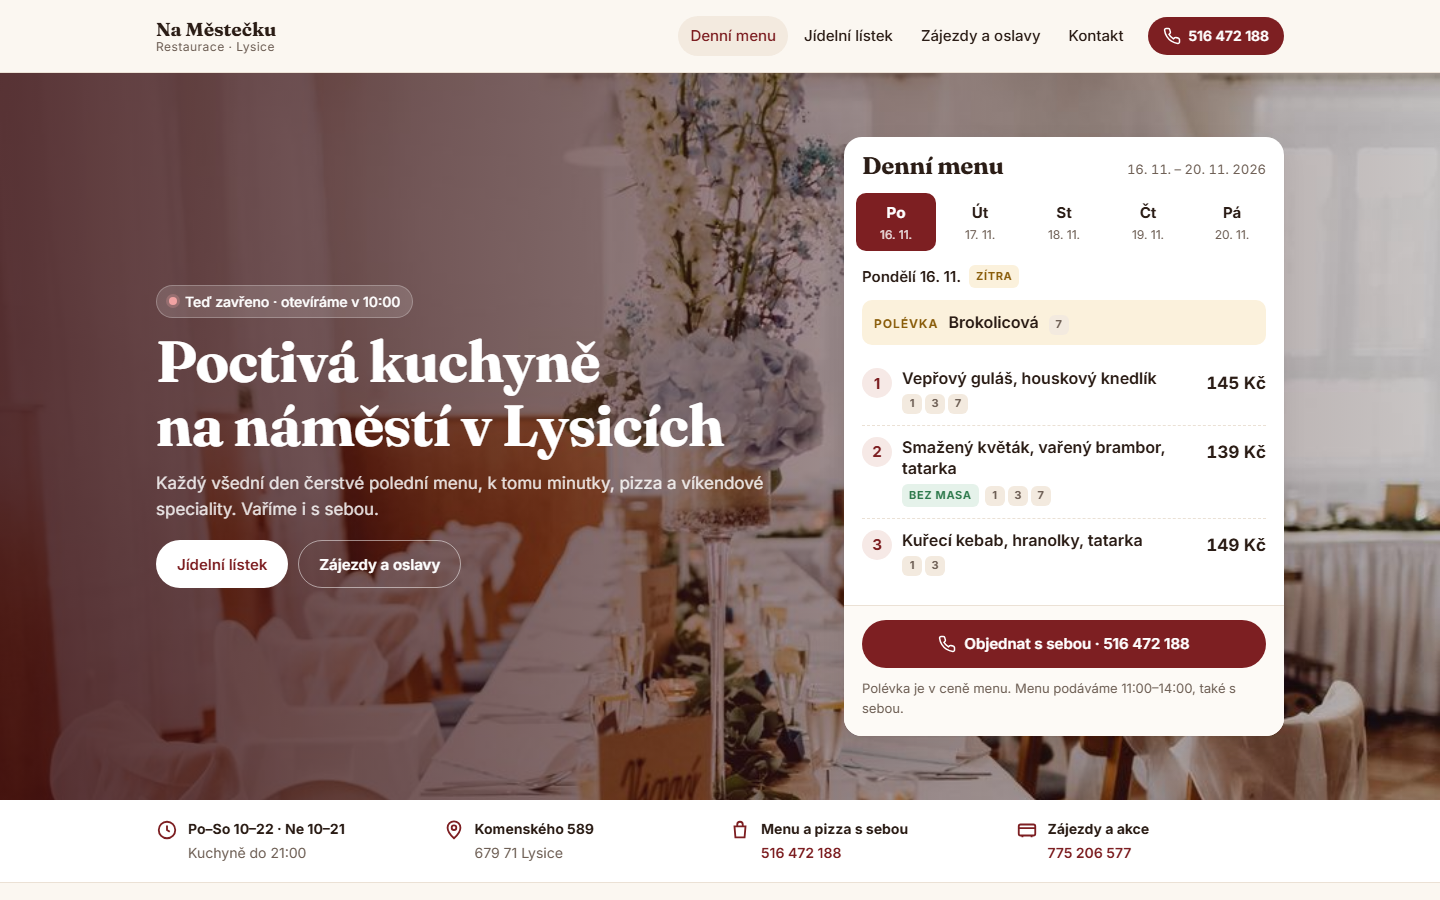 Na Městečku
Restaurace · Lysice
Denní menu
Jídelní lístek
Zájezdy a oslavy
Kontakt
516 472 188
Teď zavřeno · otevíráme v 10:00
Poctivá kuchyně
na náměstí v Lysicích
Každý všední den čerstvé polední menu, k tomu minutky, pizza a víkendové
speciality. Vaříme i s sebou.
Jídelní lístek
Zájezdy a oslavy
Denní menu
16. 11. – 20. 11. 2026
Po
16. 11.
Út
17. 11.
St
18. 11.
Čt
19. 11.
Pá
20. 11.
Pondělí 16. 11. ZÍTRA
POLÉVKA Brokolicová 7
1 Vepřový guláš, houskový knedlík 145 Kč
1 3 7
2 Smažený květák, vařený brambor, 139 Kč
tatarka
BEZ MASA 1 3 7
3 Kuřecí kebab, hranolky, tatarka 149 Kč
1 3
Objednat s sebou · 516 472 188
Polévka je v ceně menu. Menu podáváme 11:00–14:00, také s
sebou.
Po–So 10–22 · Ne 10–21
Kuchyně do 21:00
Komenského 589
679 71 Lysice
Menu a pizza s sebou
516 472 188
Zájezdy a akce
775 206 577